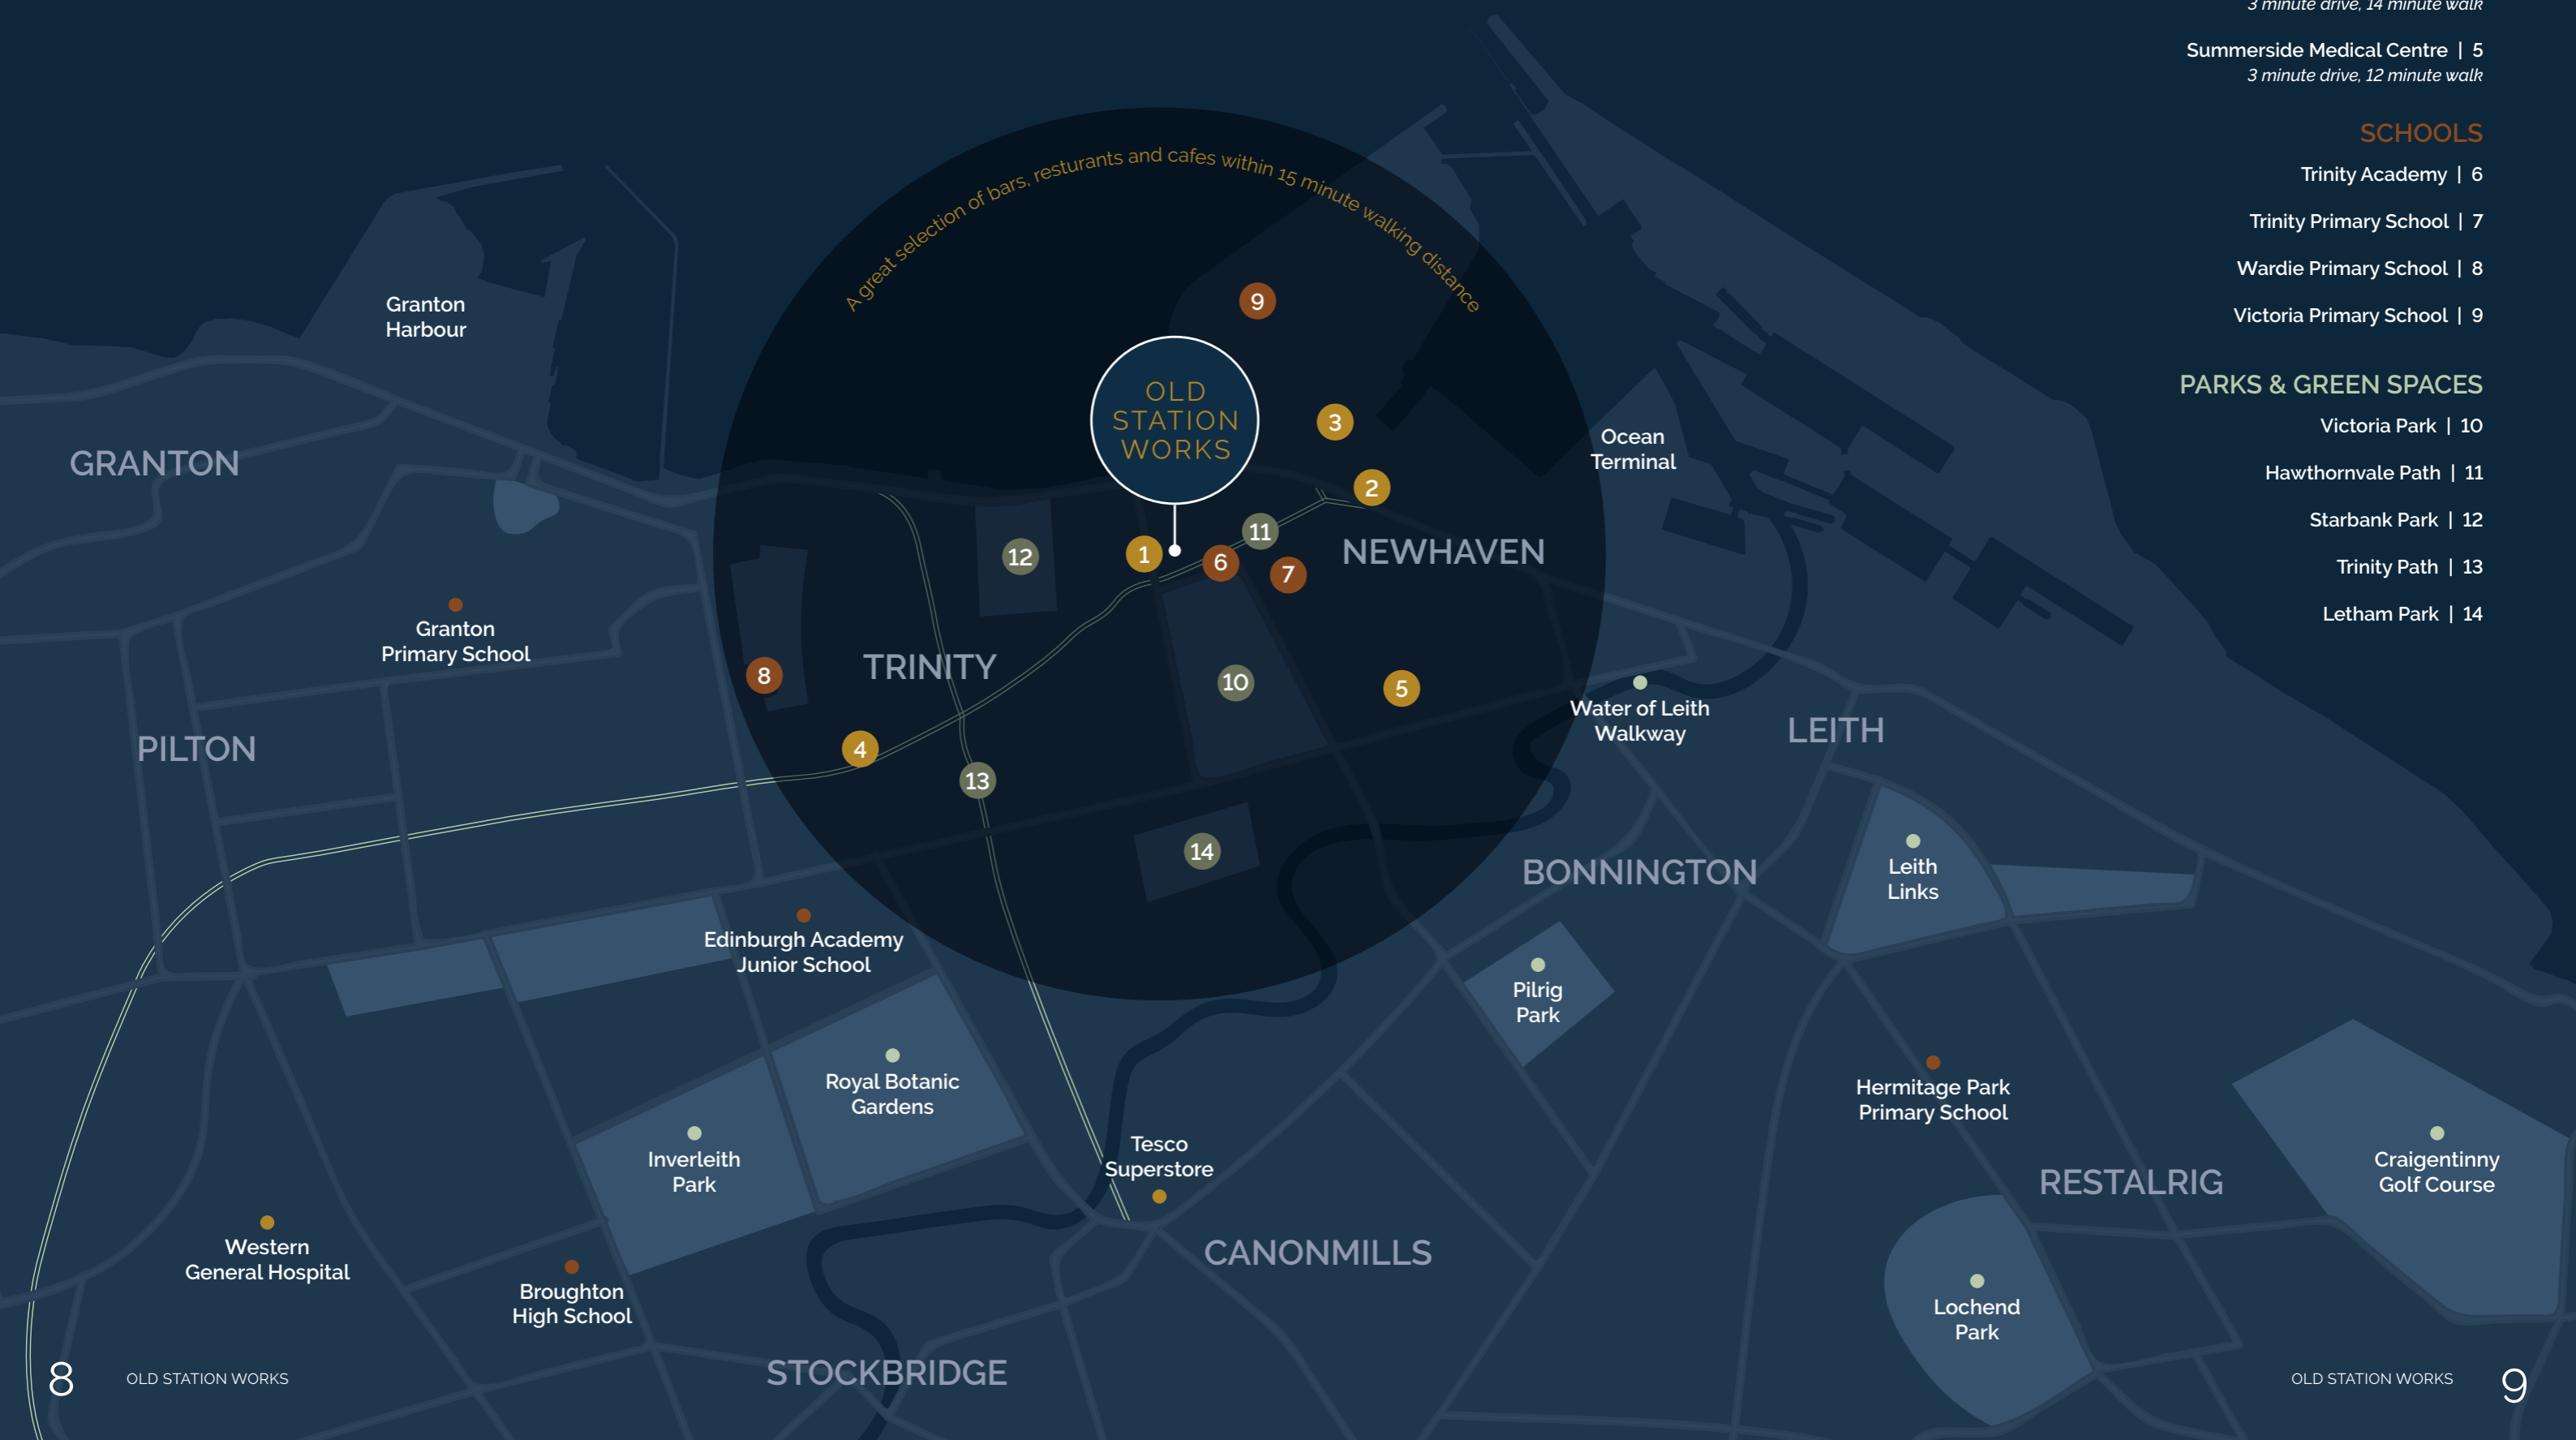 3 minute drive, 14 minute walk
Summerside Medical Centre | 5
3 minute drive, 12 minute walk
SCHOOLS
Trinity Academy | 6
Trinity Primary School | 7
Wardie Primary School | 8
Victoria Primary School | 9
PARKS & GREEN SPACES
Victoria Park | 10
Hawthornvale Path | 11
Starbank Park | 12
Trinity Path | 13
Letham Park | 14
A great selection of bars, resturants and cafes within 15 minute walking distance
9
Granton
Harbour
OLD
STATION
WORKS
3
Ocean
Terminal
GRANTON
2
11
NEWHAVEN
12
1
6
7
Granton
Primary School
TRINITY
8
10
5
Water of Leith
Walkway
LEITH
PILTON
4
13
14
BONNINGTON
Leith
Links
Edinburgh Academy
Junior School
Pilrig
Park
Royal Botanic
Gardens
Hermitage Park
Primary School
Inverleith
Park
Tesco
Superstore
RESTALRIG
Craigentinny
Golf Course
Western
General Hospital
CANONMILLS
Broughton
High School
Lochend
Park
STOCKBRIDGE
8
OLD STATION WORKS
OLD STATION WORKS
9